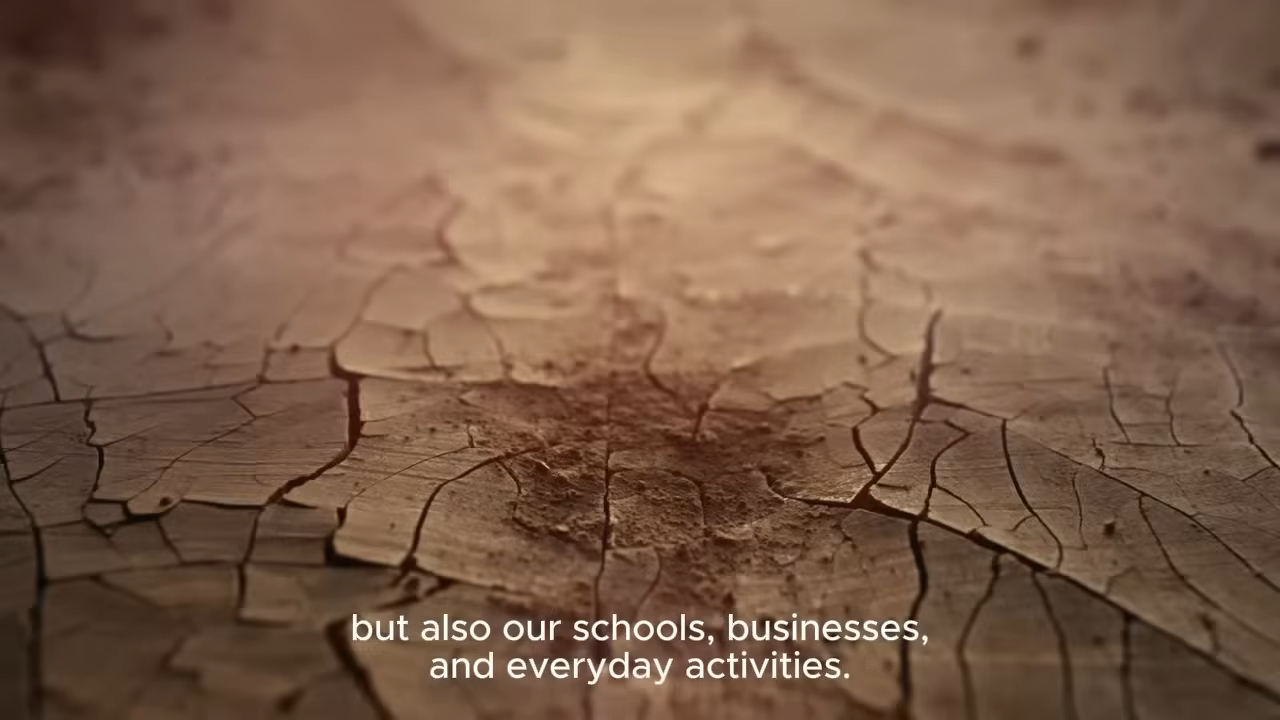 but also our schools, businesses,
and everyday activities.